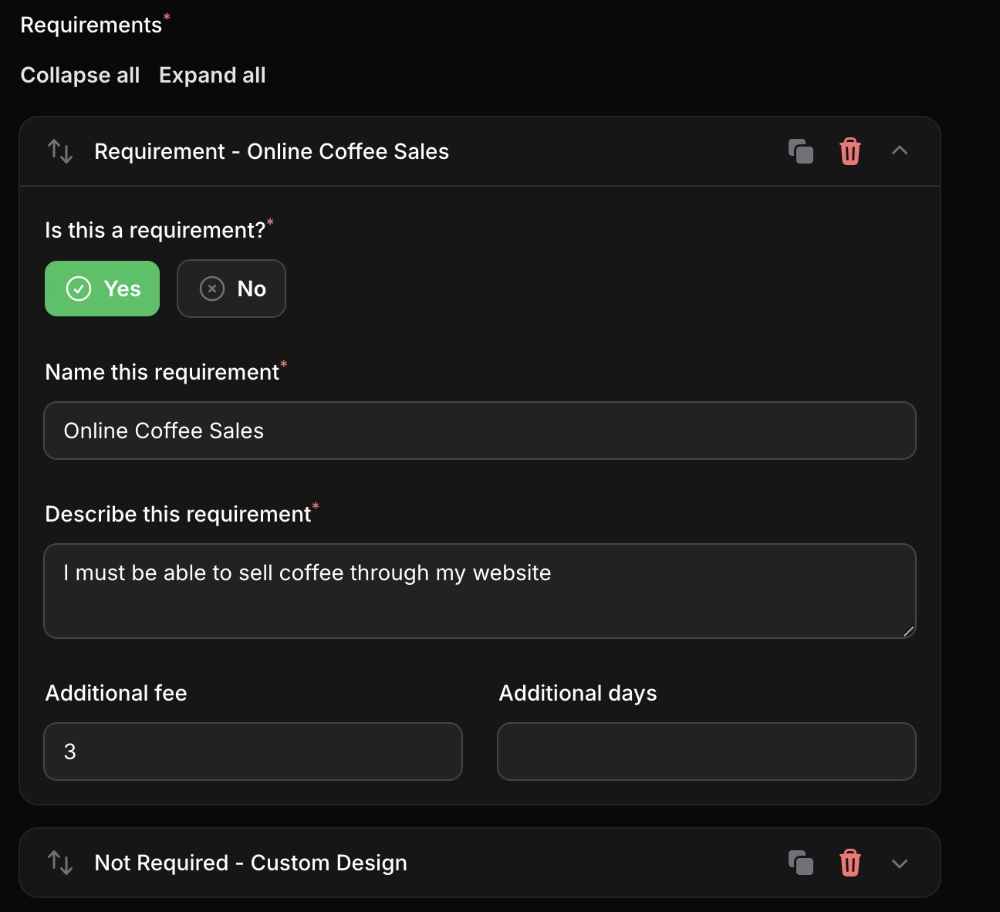 Requirements*
Collapse all Expand all
Requirement - Online Coffee Sales
Is this a requirement?*
Yes No
Name this requirement*
Online Coffee Sales
Describe this requirement*
I must be able to sell coffee through my website
Additional fee Additional days
3
Not Required - Custom Design